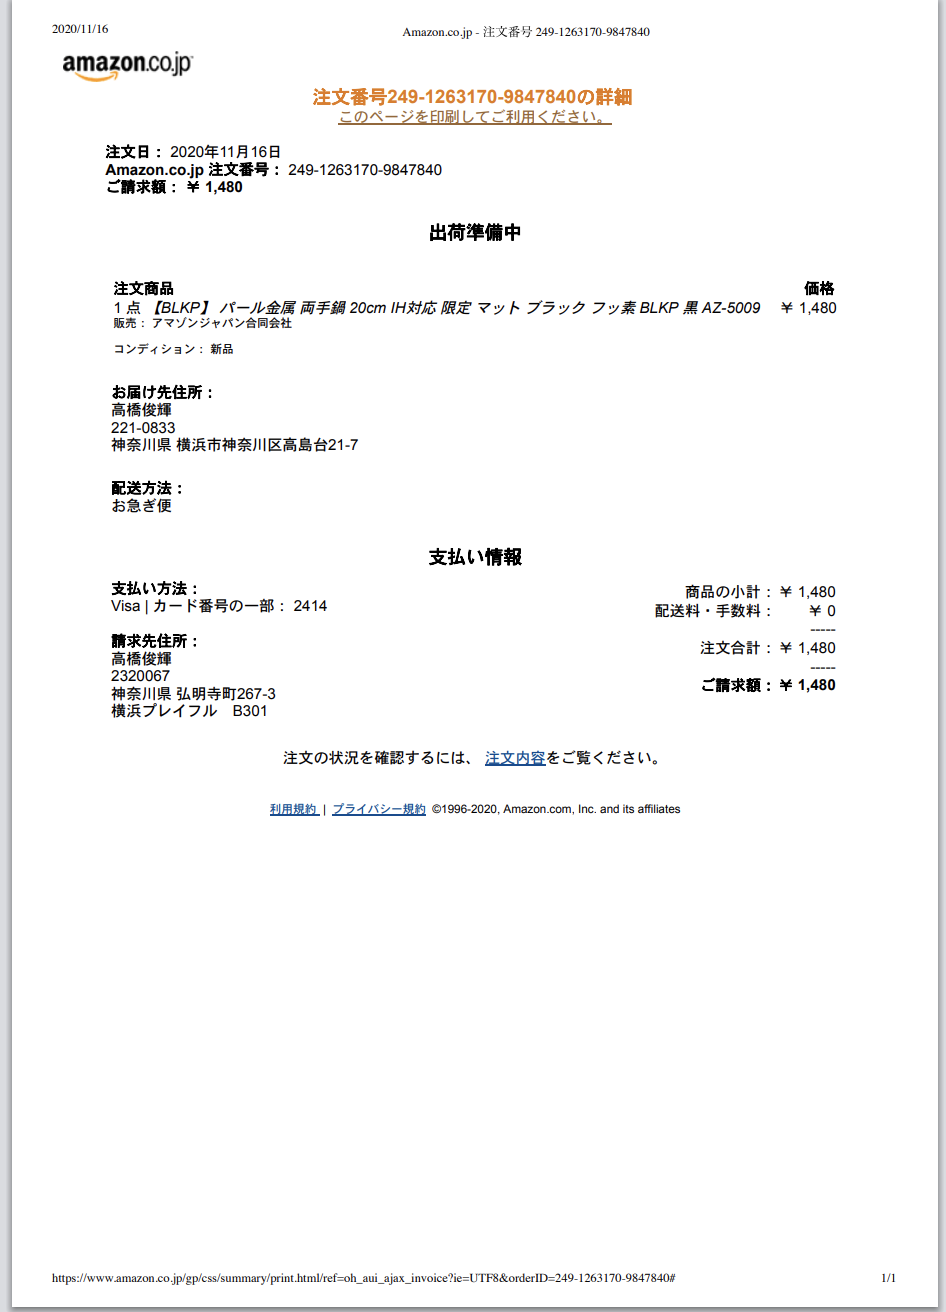 2020/11/16
Amazon.co.jp - 注文番号 249-1263170-9847840
amazon.co.jp
注文番号249-1263170-9847840の詳細
このページを印刷してご利用ください。
注文日： 2020年11月16日
Amazon.co.jp 注文番号： 249-1263170-9847840
ご請求額： ￥ 1,480
出荷準備中
注文商品 価格
1 点 【BLKP】 パール金属 両手鍋 20cm IH対応 限定 マット ブラック フッ素 BLKP 黒 AZ-5009 ￥ 1,480
販売： アマゾンジャパン合同会社
コンディション： 新品
お届け先住所：
高橋俊輝
221-0833
神奈川県 横浜市神奈川区高島台21-7
配送方法：
お急ぎ便
支払い情報
支払い方法：
Visa | カード番号の一部： 2414
請求先住所：
高橋俊輝
2320067
神奈川県 弘明寺町267-3
横浜プレイフル　B301
商品の小計： ￥ 1,480
配送料・手数料： ￥ 0
-----
注文合計： ￥ 1,480
-----
ご請求額： ￥ 1,480
注文の状況を確認するには、 注文内容をご覧ください。
利用規約 | プライバシー規約 ©1996-2020, Amazon.com, Inc. and its affiliates
https://www.amazon.co.jp/gp/css/summary/print.html/ref=oh_aui_ajax_invoice?ie=UTF8&orderID=249-1263170-9847840#
1/1